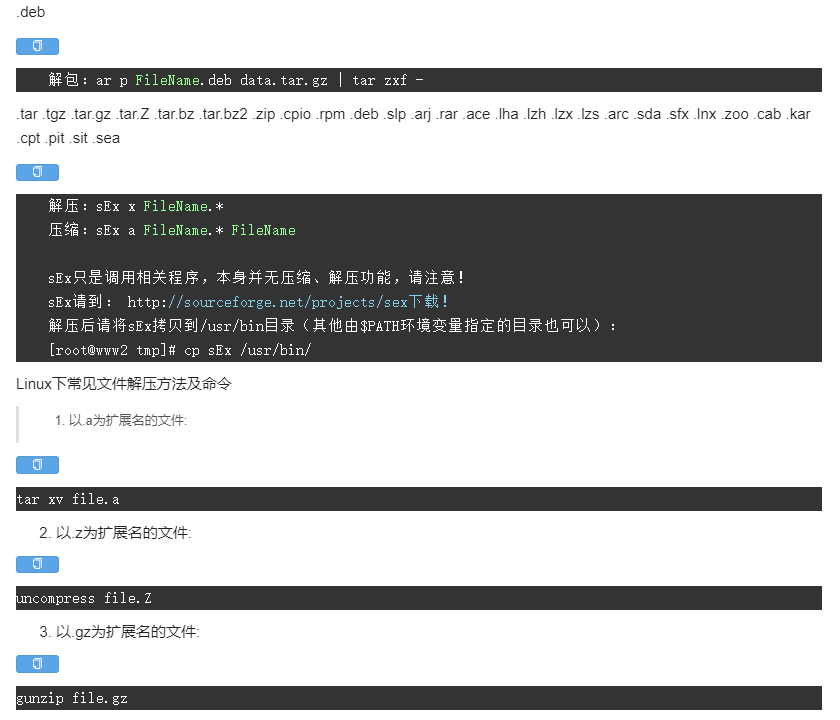 .deb
解包：ar p FileName.deb data.tar.gz | tar zxf -
.tar .tgz .tar.gz .tar.Z .tar.bz .tar.bz2 .zip .cpio .rpm .deb .slp .arj .rar .ace .lha .lzh .lzx .lzs .arc .sda .sfx .lnx .zoo .cab .kar
.cpt .pit .sit .sea
解压：sEx x FileName.*
压缩：sEx a FileName.* FileName
sEx只是调用相关程序，本身并无压缩、解压功能，请注意！
sEx请到： http://sourceforge.net/projects/sex下载！
解压后请将sEx拷贝到/usr/bin目录（其他由$PATH环境变量指定的目录也可以）：
[root@www2 tmp]# cp sEx /usr/bin/
Linux下常见文件解压方法及命令
1. 以.a为扩展名的文件:
tar xv file.a
2. 以.z为扩展名的文件:
uncompress file.Z
3. 以.gz为扩展名的文件:
gunzip file.gz